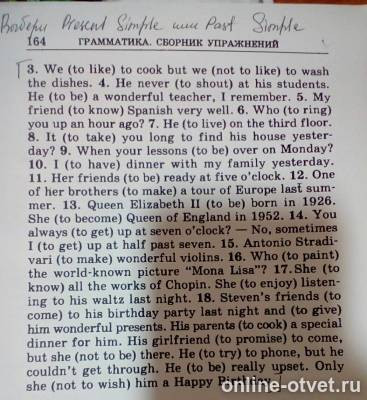 Выбери Present Simple или Past Simple
164 ГРАММАТИКА. СБОРНИК УПРАЖНЕНИЙ
3. We (to like) to cook but we (not to like) to wash
the dishes. 4. He never (to shout) at his students.
He (to be) a wonderful teacher, I remember. 5. My
friend (to know) Spanish very well. 6. Who (to ring)
you up an hour ago? 7. He (to live) on the third floor.
8. It (to take) you long to find his house yester-
day? 9. When your lessons (to be) over on Monday?
10. I (to have) dinner with my family yesterday.
11. Her friends (to be) ready at five o'clock. 12. One
of her brothers (to make) a tour of Europe last sum-
mer. 13. Queen Elizabeth II (to be) born in 1926.
She (to become) Queen of England in 1952. 14. You
always (to get) up at seven o'clock? — No, sometimes
I (to get) up at half past seven. 15. Antonio Stradi-
vari (to make) wonderful violins. 16. Who (to paint)
the world-known picture "Mona Lisa"? 17. She (to
know) all the works of Chopin. She (to enjoy) listen-
ing to his waltz last night. 18. Steven's friends (to
come) to his birthday party last night and (to give)
him wonderful presents. His parents (to cook) a special
dinner for him. His girlfriend (to promise) to come,
but she (not to be) there. He (to try) to phone, but he
couldn't get through. He (to be) really upset. Only
she (not to wish) him a Happy
online-otvet.ru